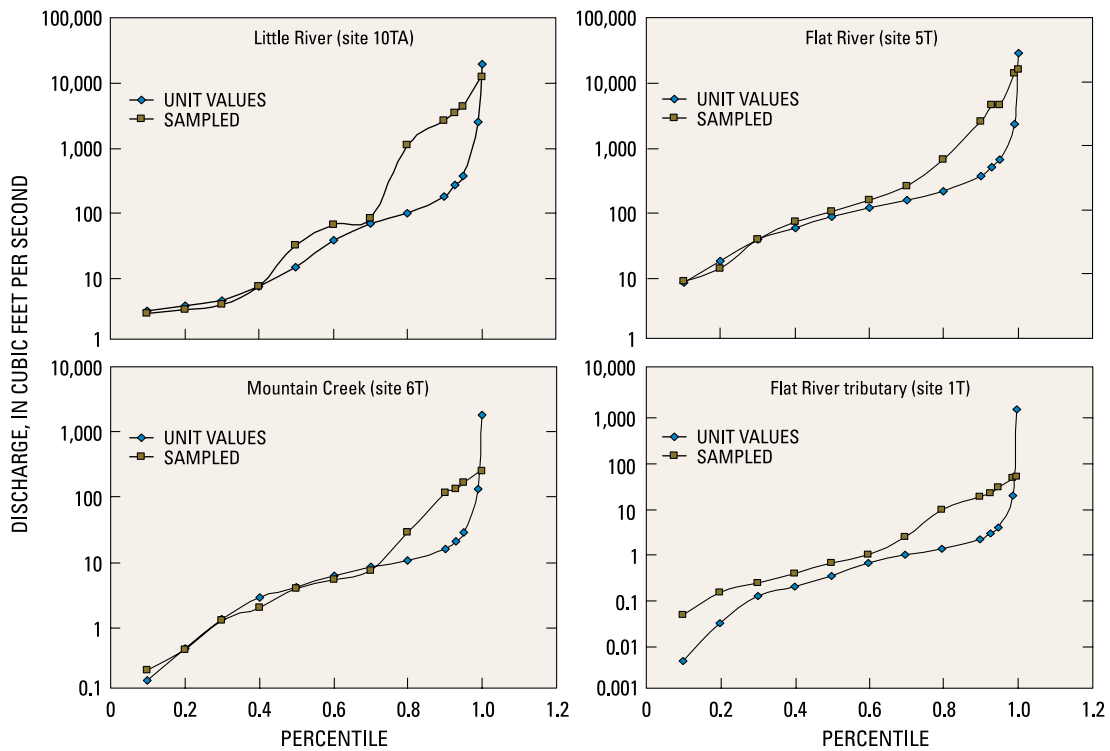 DISCHARGE, IN CUBIC FEET PER SECOND
Little River (site 10TA)
100,000
10,000
1,000
100
10
1
UNIT VALUES
SAMPLED
Flat River (site 5T)
100,000
10,000
1,000
100
10
1
UNIT VALUES
SAMPLED
Mountain Creek (site 6T)
10,000
1,000
100
10
1
0.1
UNIT VALUES
SAMPLED
0 0.2 0.4 0.6 0.8 1.0 1.2
PERCENTILE
Flat River tributary (site 1T)
10,000
1,000
100
10
1
0.1
0.01
0.001
UNIT VALUES
SAMPLED
0 0.2 0.4 0.6 0.8 1.0 1.2
PERCENTILE